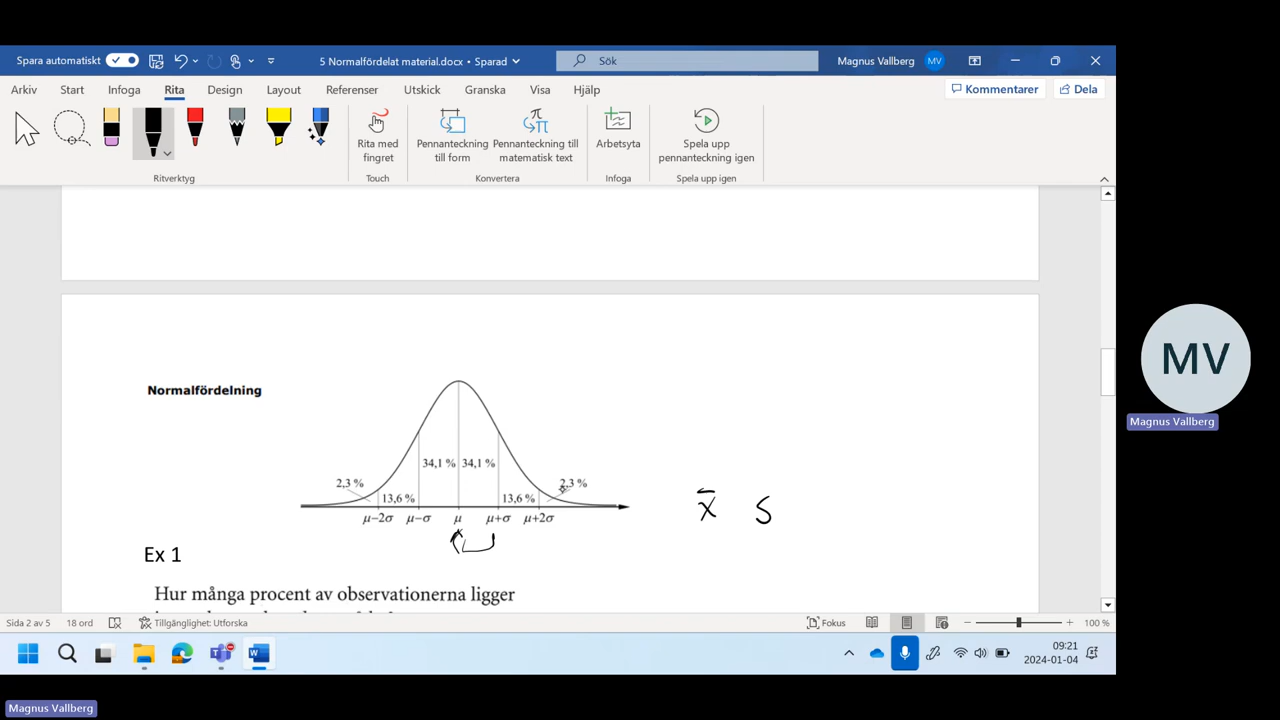 Spara automatiskt
5 Normalfördelat material.docx • Sparad
Sök
Magnus Vallberg MV
Arkiv Start Infoga Rita Design Layout Referenser Utskick Granska Visa Hjälp
Kommentarer Dela
Rita med fingret
Pennanteckning till form
Pennanteckning till matematisk text
Arbetsyta
Spela upp pennanteckning igen
Ritverktyg Touch Konvertera Infoga Spela upp igen
Normalfördelning
34,1 % 34,1 %
2,3 % 2,3 %
13,6 % 13,6 %
μ−2σ μ−σ μ μ+σ μ+2σ
x̄ s
Ex 1
Hur många procent av observationerna ligger
MV
Magnus Vallberg
Sida 2 av 5 18 ord Tillgänglighet: Utforska Fokus 100 %
09:21
2024-01-04
Magnus Vallberg